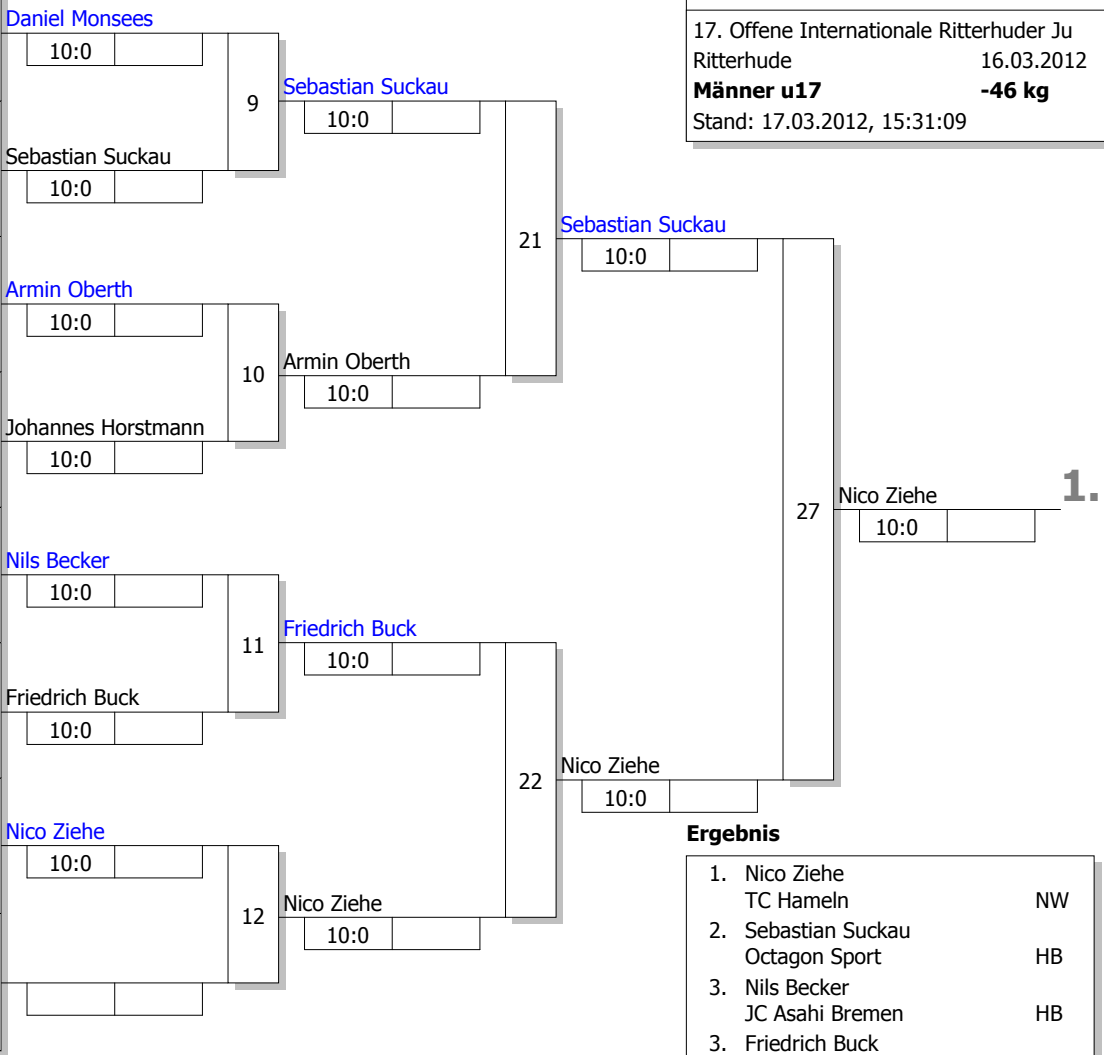 Daniel Monsees
10:0
9
Sebastian Suckau
10:0
Sebastian Suckau
10:0
21
Sebastian Suckau
10:0
Armin Oberth
10:0
10
Armin Oberth
10:0
Johannes Horstmann
10:0
27
Nico Ziehe
10:0
1.
Nils Becker
10:0
11
Friedrich Buck
10:0
Friedrich Buck
10:0
22
Nico Ziehe
10:0
Nico Ziehe
10:0
12
Nico Ziehe
10:0
17. Offene Internationale Ritterhuder Ju
Ritterhude 16.03.2012
Männer u17 -46 kg
Stand: 17.03.2012, 15:31:09
Ergebnis
1. Nico Ziehe
TC Hameln NW
2. Sebastian Suckau
Octagon Sport HB
3. Nils Becker
JC Asahi Bremen HB
3. Friedrich Buck